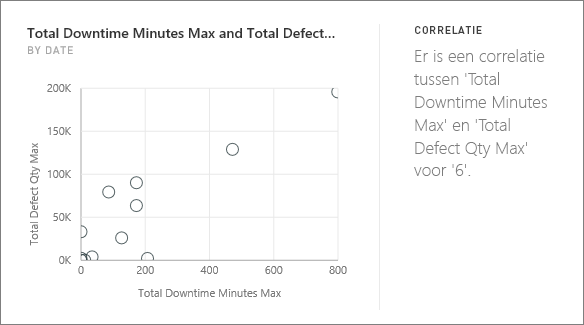 Total Downtime Minutes Max and Total Defect...
BY DATE
Total Defect Qty Max
200K
150K
100K
50K
0K
0
200
400
600
800
Total Downtime Minutes Max
CORRELATIE
Er is een correlatie
tussen 'Total
Downtime Minutes
Max' en 'Total
Defect Qty Max'
voor '6'.